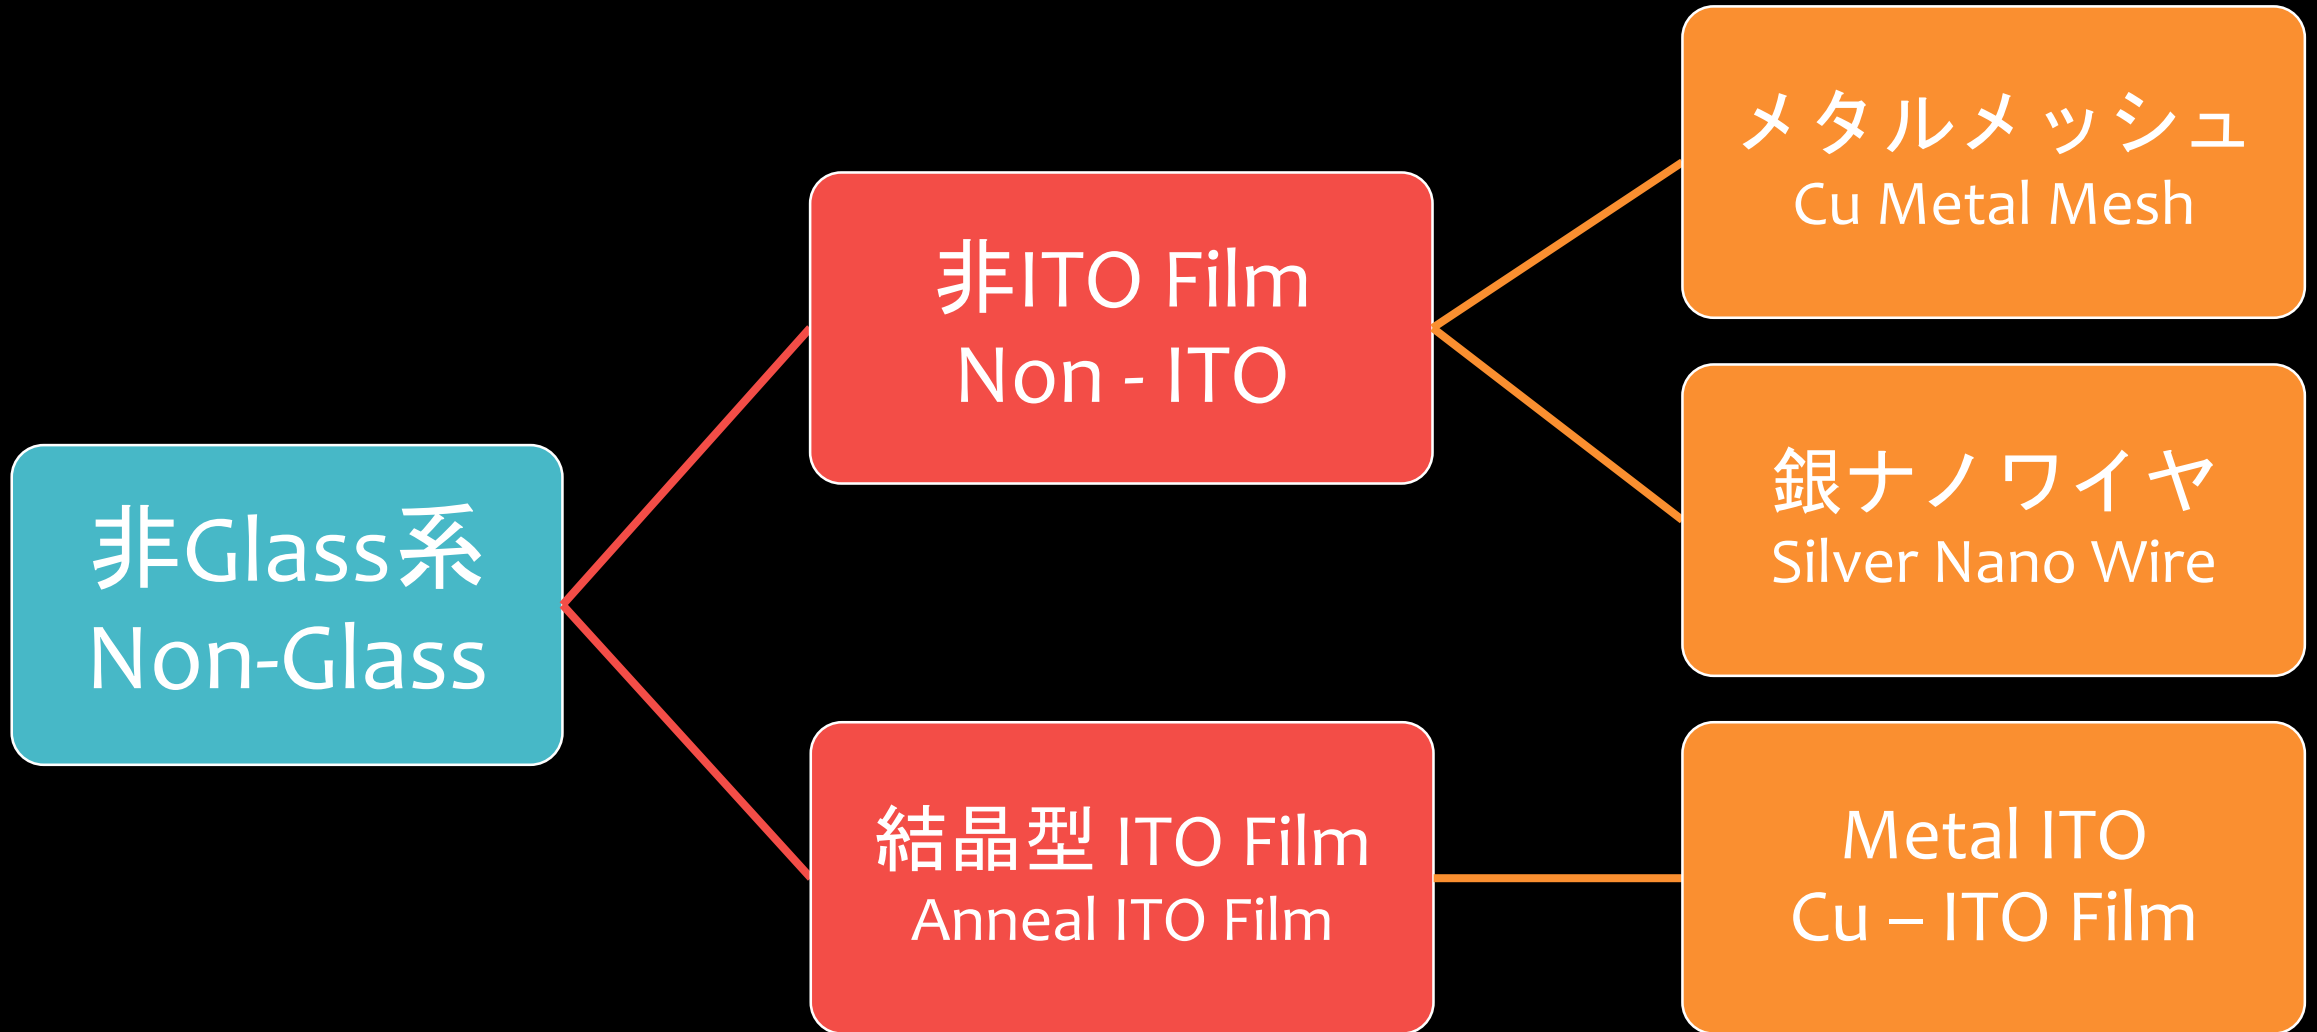 非Glass系
Non-Glass
非ITO Film
Non - ITO
メタルメッシュ
Cu Metal Mesh
銀ナノワイヤ
Silver Nano Wire
結晶型 ITO Film
Anneal ITO Film
Metal ITO
Cu – ITO Film